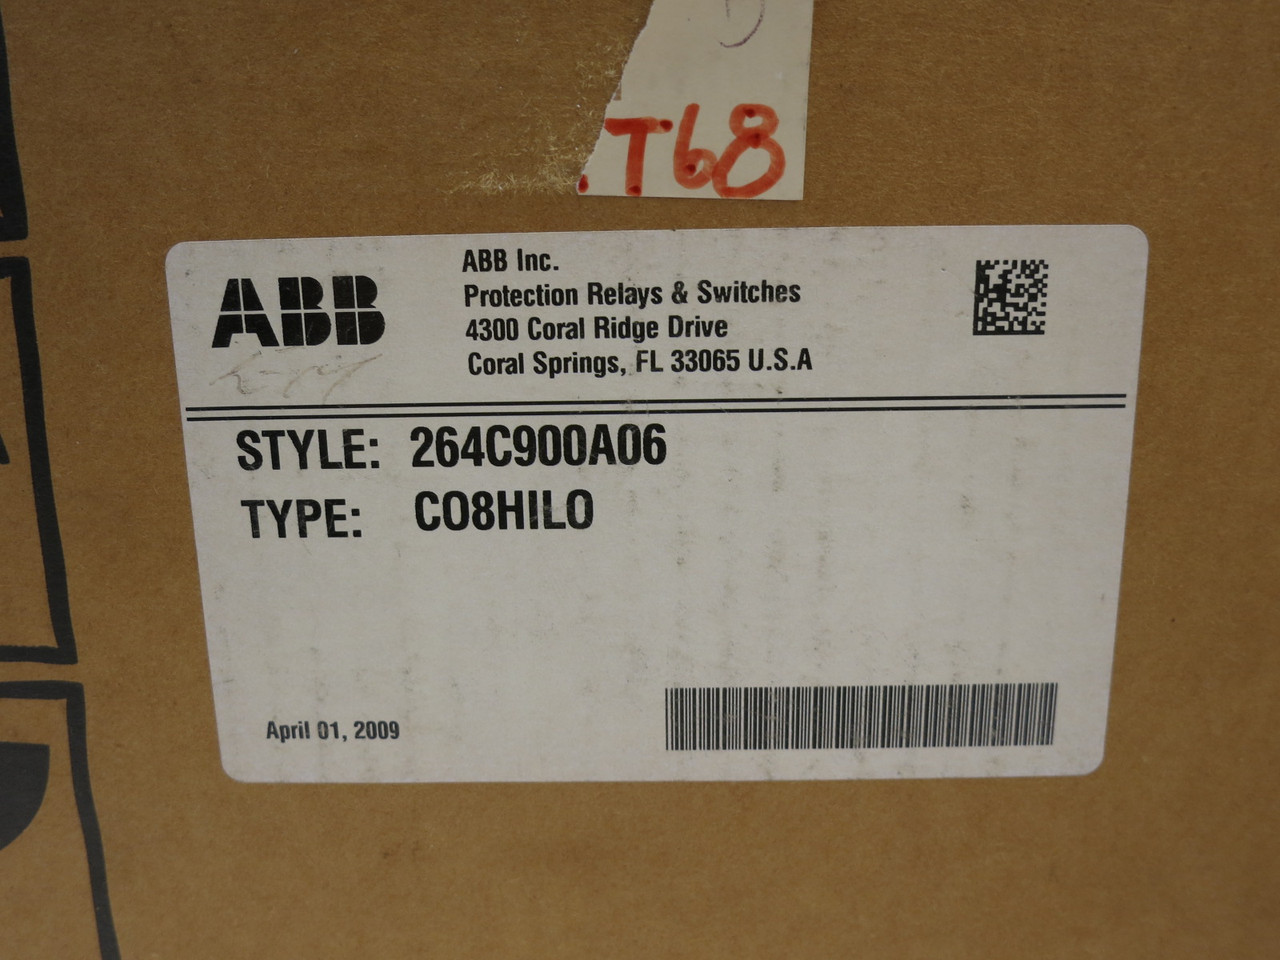 .T68
ABB
ABB Inc.
Protection Relays & Switches
4300 Coral Ridge Drive
Coral Springs, FL 33065 U.S.A
STYLE: 264C900A06
TYPE: CO8HILO
April 01, 2009